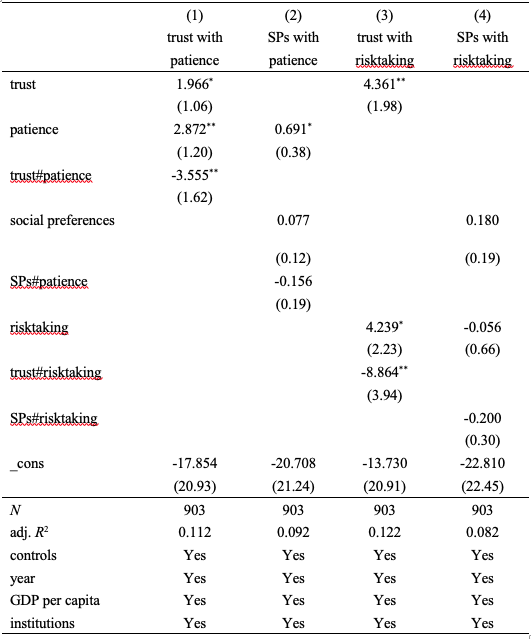 (1) (2) (3) (4)
trust with SPs with trust with SPs with
patience patience risktaking risktaking
trust 1.966* 4.361**
(1.06) (1.98)
patience 2.872** 0.691*
(1.20) (0.38)
trust#patience -3.555**
(1.62)
social preferences 0.077 0.180
(0.12) (0.19)
SPs#patience -0.156
(0.19)
risktaking 4.239* -0.056
(2.23) (0.66)
trust#risktaking -8.864**
(3.94)
SPs#risktaking -0.200
(0.30)
_cons -17.854 -20.708 -13.730 -22.810
(20.93) (21.24) (20.91) (22.45)
N 903 903 903 903
adj. R² 0.112 0.092 0.122 0.082
controls Yes Yes Yes Yes
year Yes Yes Yes Yes
GDP per capita Yes Yes Yes Yes
institutions Yes Yes Yes Yes